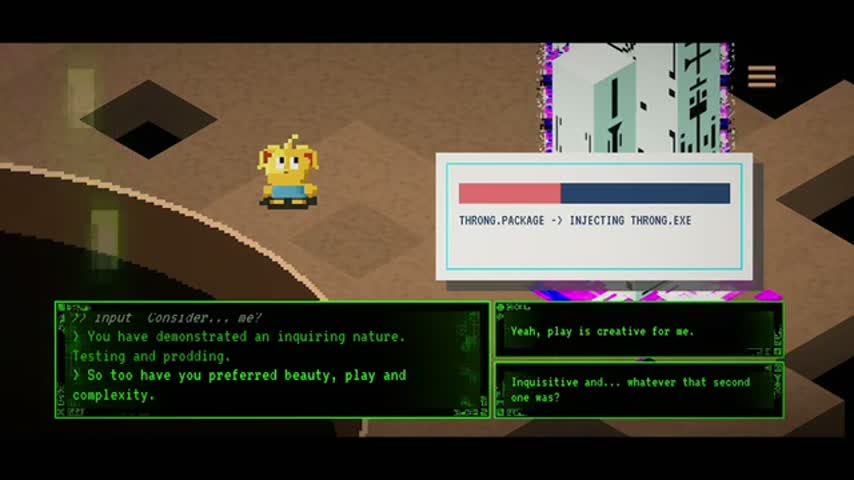 THRONG.PACKAGE -> INJECTING THRONG.EXE
>> input Consider... me?
> You have demonstrated an inquiring nature.
Testing and prodding.
> So too have you preferred beauty, play and
complexity.
Yeah, play is creative for me.
Inquisitive and... whatever that second
one was?